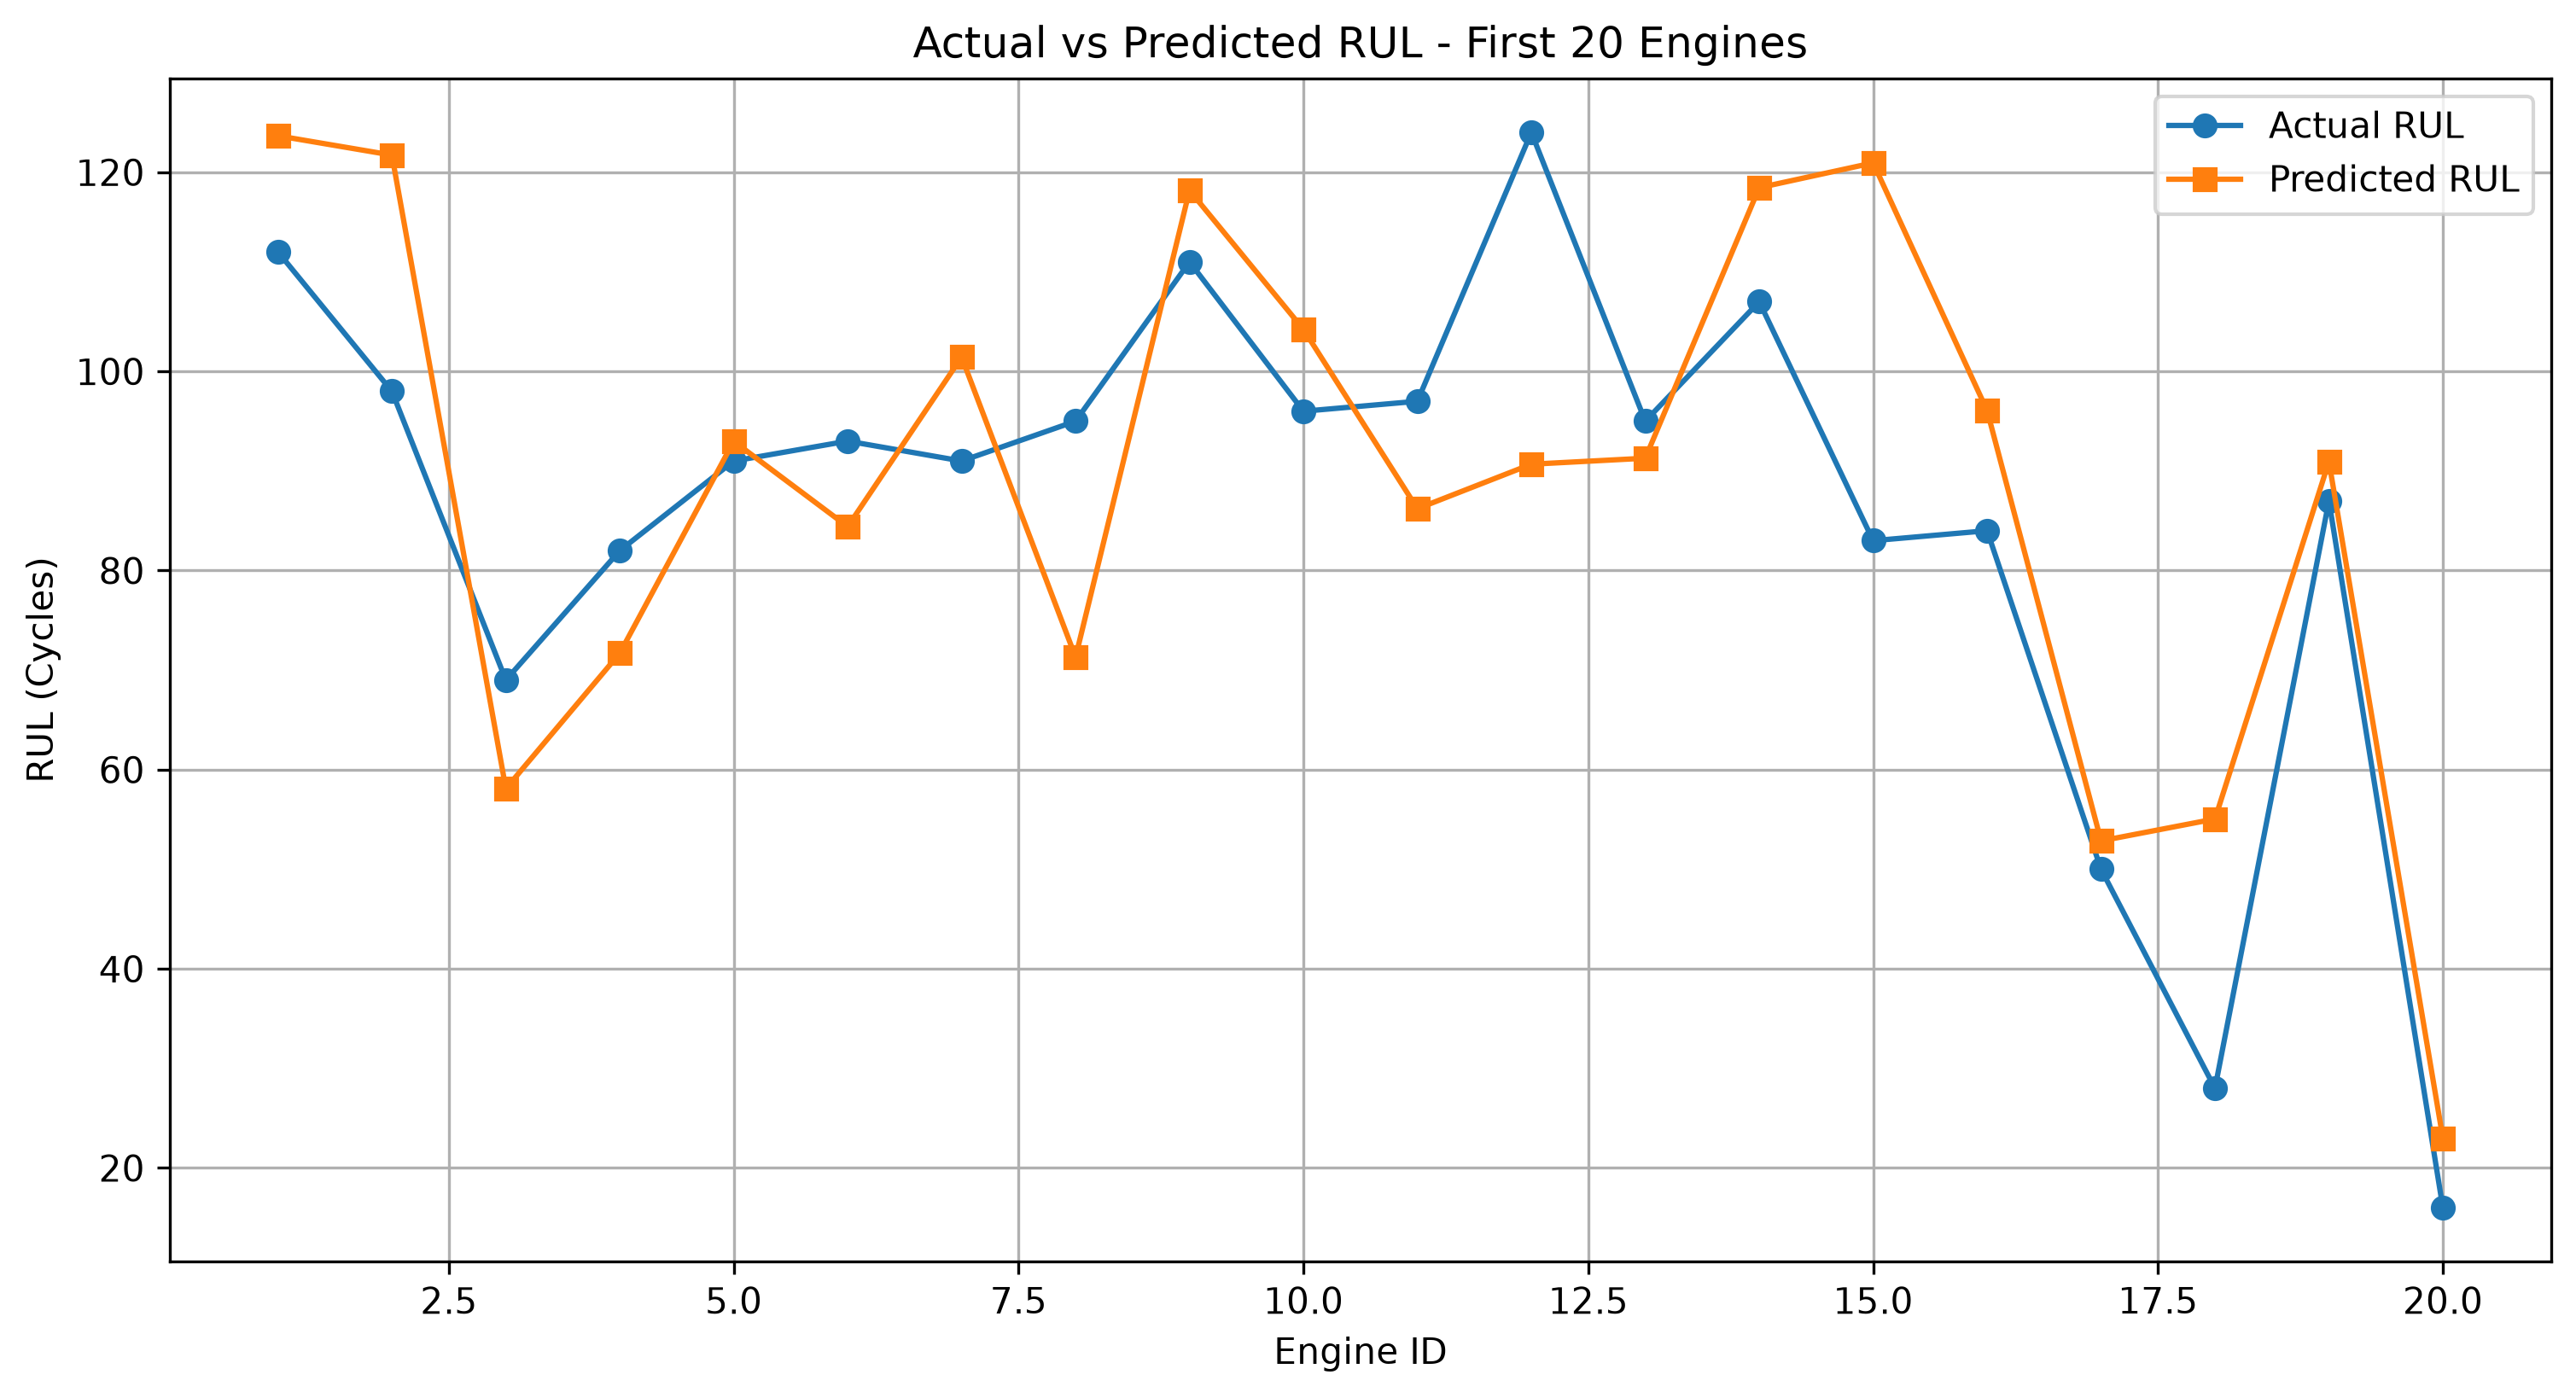 Actual vs Predicted RUL - First 20 Engines
Actual RUL
Predicted RUL
RUL (Cycles)
120
100
80
60
40
20
2.5 5.0 7.5 10.0 12.5 15.0 17.5 20.0
Engine ID